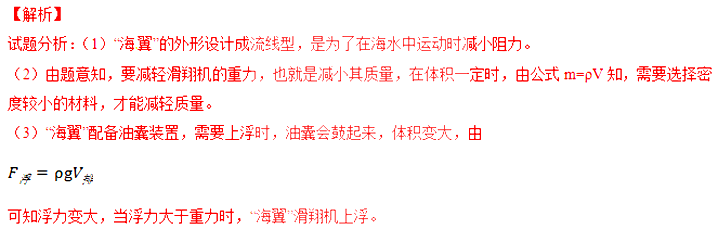 【解析】
试题分析：（1）“海翼”的外形设计成流线型，是为了在海水中运动时减小阻力。
（2）由题意知，要减轻滑翔机的重力，也就是减小其质量，在体积一定时，由公式 m=ρV 知，需要选择密
度较小的材料，才能减轻质量。
（3）“海翼”配备油囊装置，需要上浮时，油囊会鼓起来，体积变大，由
F浮 = ρgV排
可知浮力变大，当浮力大于重力时，“海翼”滑翔机上浮。